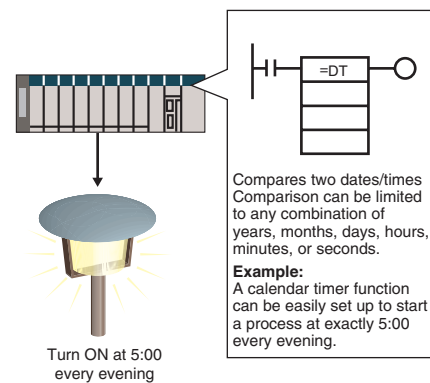 =DT
Compares two dates/times
Comparison can be limited
to any combination of
years, months, days, hours,
minutes, or seconds.
Example:
A calendar timer function
can be easily set up to start
a process at exactly 5:00
every evening.
Turn ON at 5:00
every evening